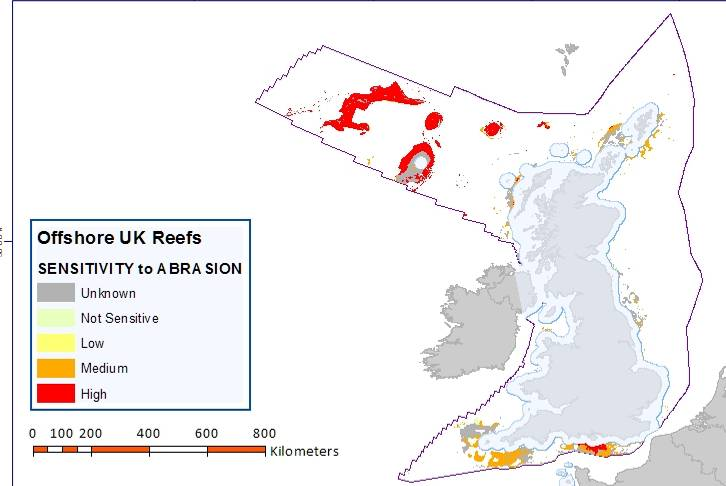 Offshore UK Reefs
SENSITIVITY to ABRASION
Unknown
Not Sensitive
Low
Medium
High
0 100 200 400 600 800
Kilometers